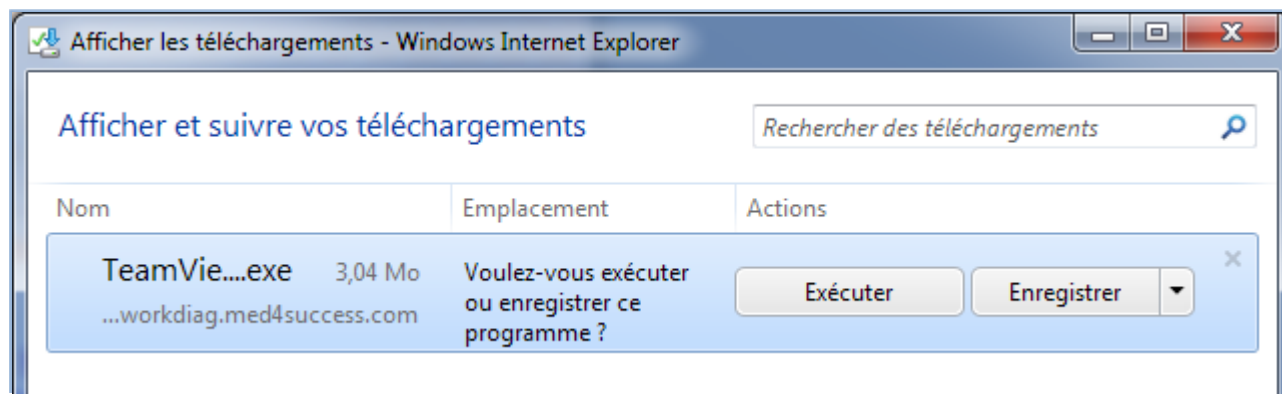 Afficher les téléchargements - Windows Internet Explorer
Afficher et suivre vos téléchargements
Rechercher des téléchargements
Nom
Emplacement
Actions
TeamVie....exe
3,04 Mo
...workdiag.med4success.com
Voulez-vous exécuter
ou enregistrer ce
programme ?
Exécuter
Enregistrer